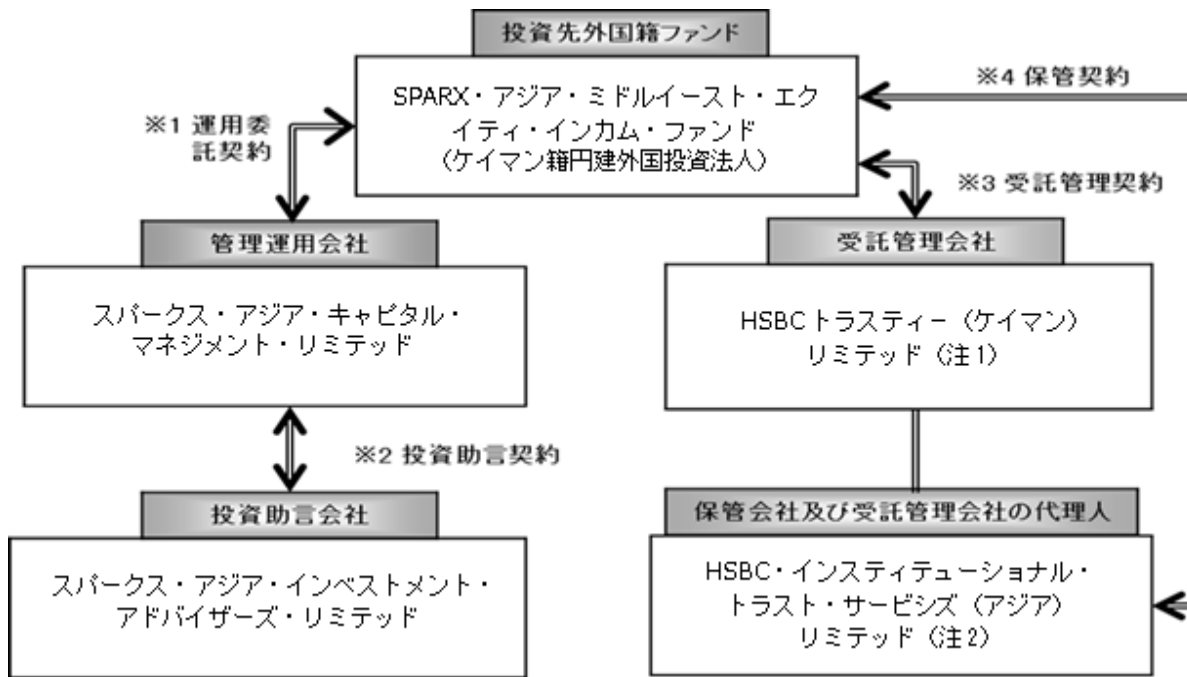 投資先外国籍ファンド
SPARX・アジア・ミドルイースト・エク
イティ・インカム・ファンド
（ケイマン籍円建外国投資法人）
※4 保管契約
※1 運用委
託契約
※3 受託管理契約
管理運用会社
スパークス・アジア・キャピタル・
マネジメント・リミテッド
受託管理会社
HSBCトラスティー（ケイマン）
リミテッド（注1）
※2 投資助言契約
投資助言会社
スパークス・アジア・インベストメント・
アドバイザーズ・リミテッド
保管会社及び受託管理会社の代理人
HSBC・インスティテューショナル・
トラスト・サービシズ（アジア）
リミテッド（注2）